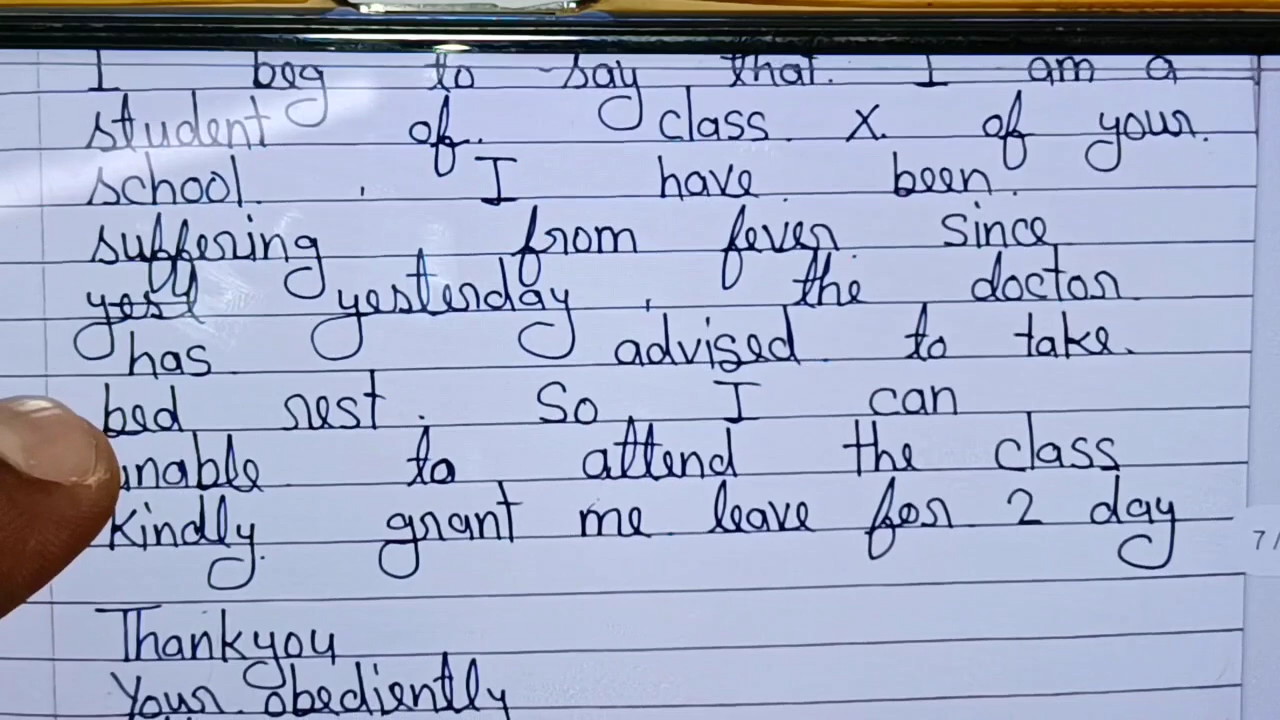 I beg to say that. I am a
student of. class X. of your.
school. I have been.
suffering from fever since
yest yesterday, the doctor
has advised to take.
bed rest. So I can
unable to attend the class
Kindly. grant me leave for 2 day
Thankyou
Your obediently
7/